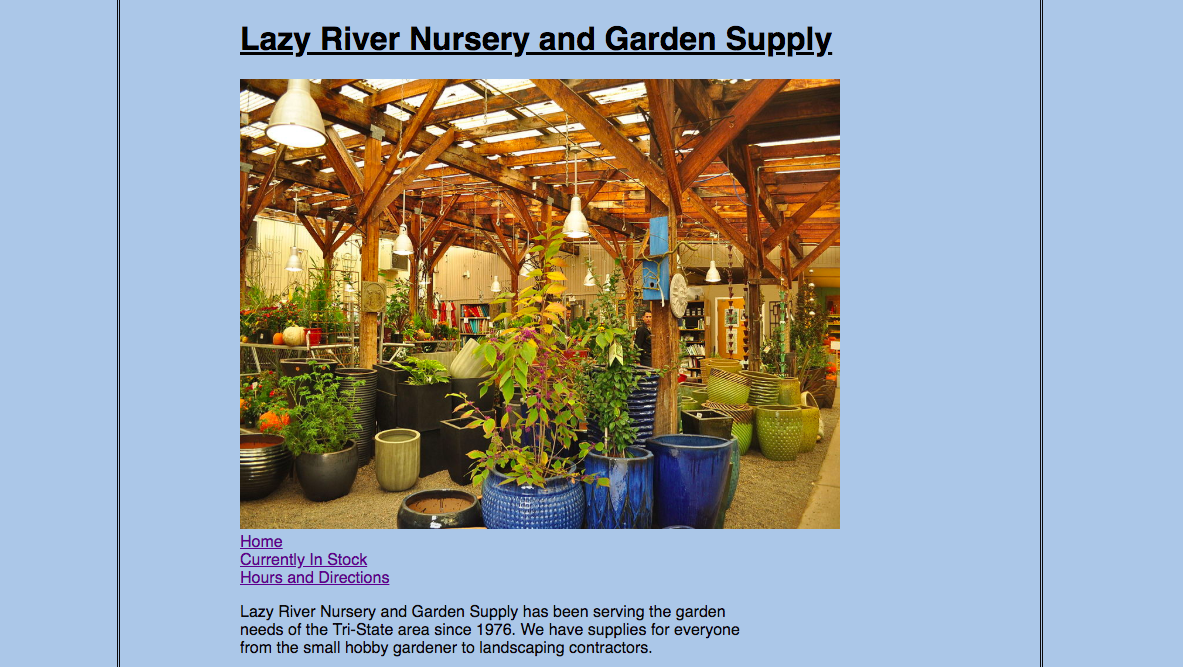 Lazy River Nursery and Garden Supply
Home
Currently In Stock
Hours and Directions
Lazy River Nursery and Garden Supply has been serving the garden
needs of the Tri-State area since 1976. We have supplies for everyone
from the small hobby gardener to landscaping contractors.